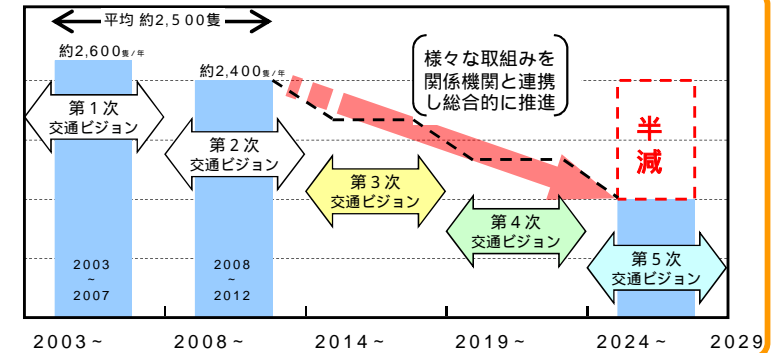 平均 約2,500隻
約2,600隻/年
約2,400隻/年
様々な取組みを
関係機関と連携
し総合的に推進
半
減
第1次
交通ビジョン
第2次
交通ビジョン
第3次
交通ビジョン
第4次
交通ビジョン
第5次
交通ビジョン
2003
~
2007
2008
~
2012
2003~
2008~
2014~
2019~
2024~
2029